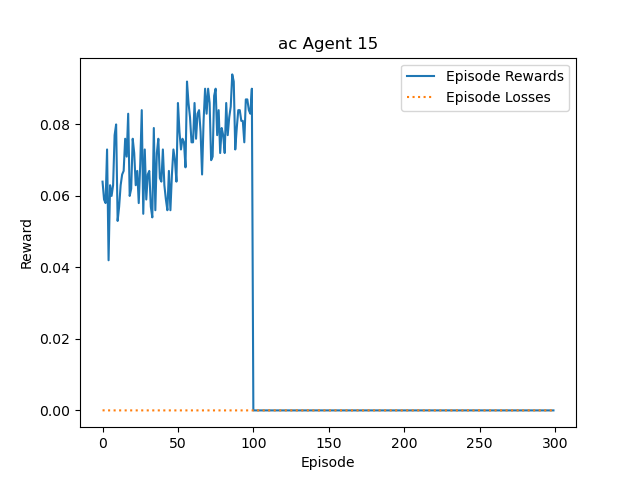 ac Agent 15
Episode Rewards
Episode Losses
Reward
0.08
0.06
0.04
0.02
0.00
0 50 100 150 200 250 300
Episode